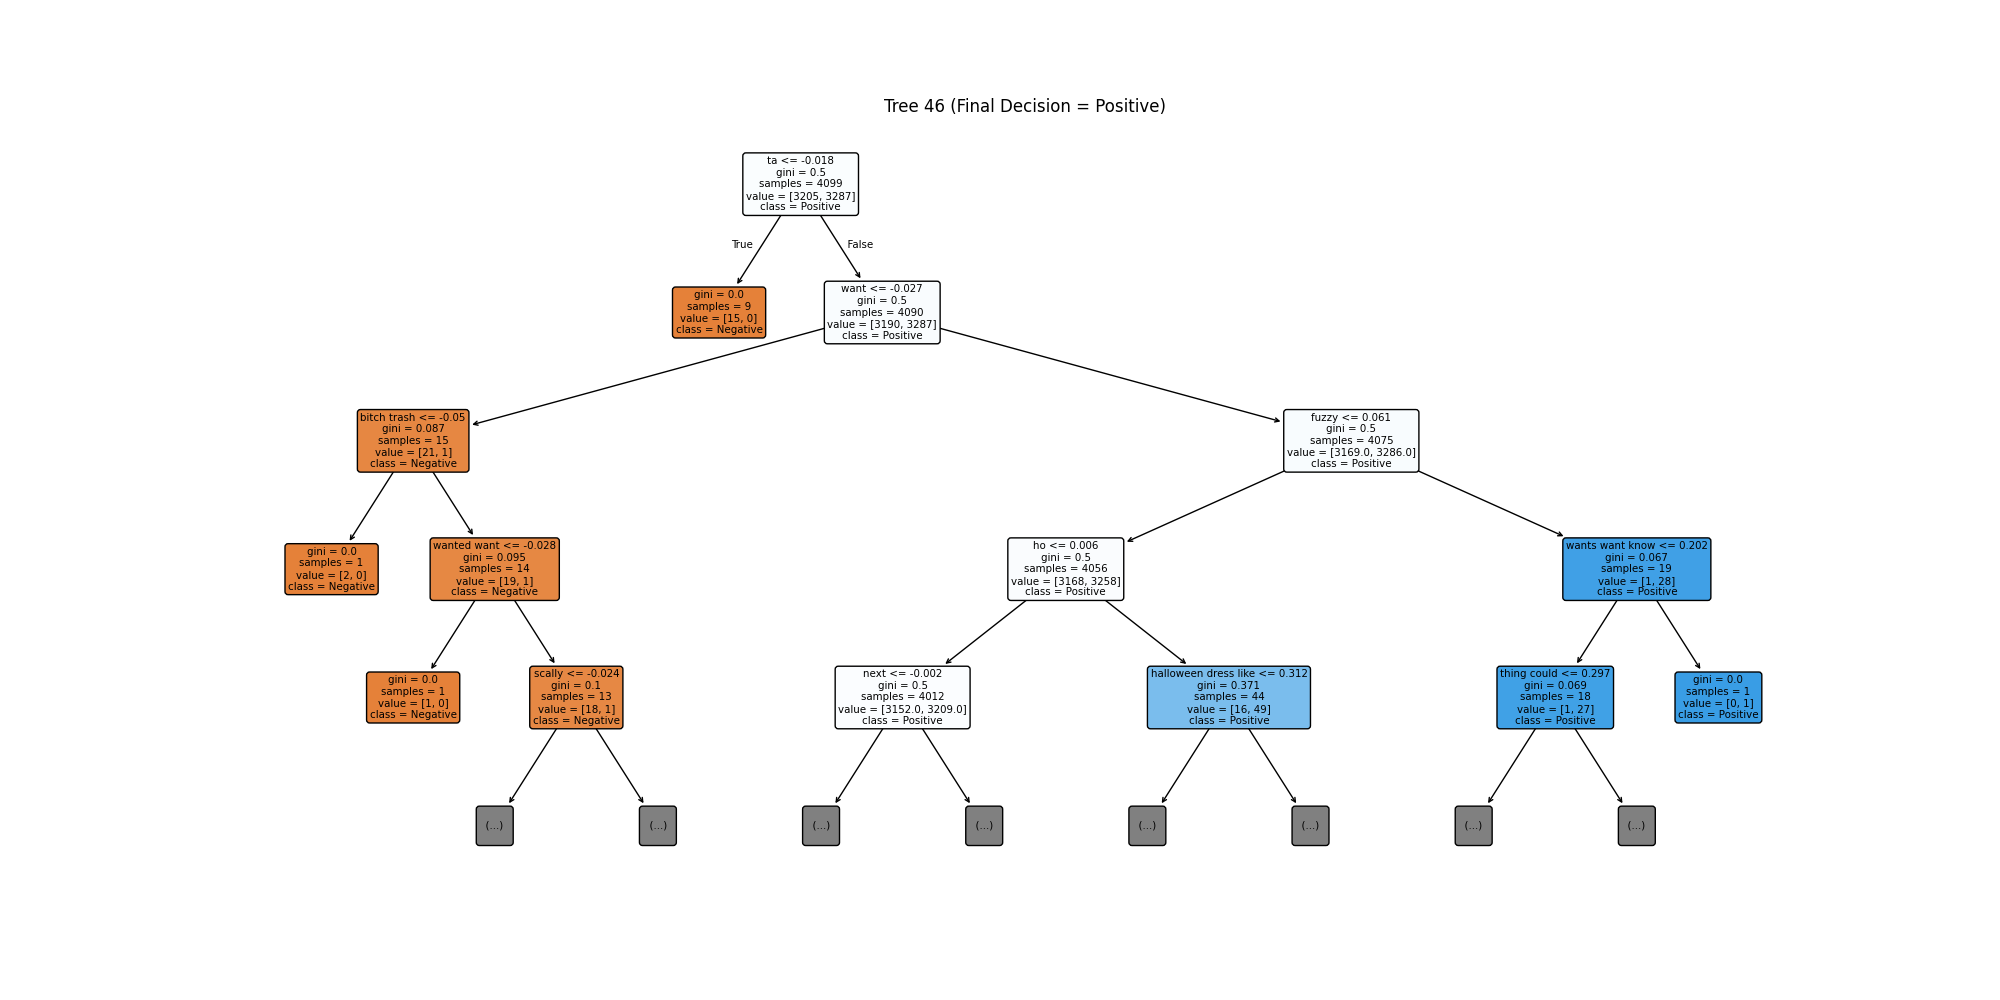 Tree 46 (Final Decision = Positive)
ta <= -0.018
gini = 0.5
samples = 4099
value = [3205, 3287]
class = Positive
True
False
gini = 0.0
samples = 9
value = [15, 0]
class = Negative
want <= -0.027
gini = 0.5
samples = 4090
value = [3190, 3287]
class = Positive
bitch trash <= -0.05
gini = 0.087
samples = 15
value = [21, 1]
class = Negative
fuzzy <= 0.061
gini = 0.5
samples = 4075
value = [3169.0, 3286.0]
class = Positive
gini = 0.0
samples = 1
value = [2, 0]
class = Negative
wanted want <= -0.028
gini = 0.095
samples = 14
value = [19, 1]
class = Negative
ho <= 0.006
gini = 0.5
samples = 4056
value = [3168, 3258]
class = Positive
wants want know <= 0.202
gini = 0.067
samples = 19
value = [1, 28]
class = Positive
gini = 0.0
samples = 1
value = [1, 0]
class = Negative
scally <= -0.024
gini = 0.1
samples = 13
value = [18, 1]
class = Negative
next <= -0.002
gini = 0.5
samples = 4012
value = [3152.0, 3209.0]
class = Positive
halloween dress like <= 0.312
gini = 0.371
samples = 44
value = [16, 49]
class = Positive
thing could <= 0.297
gini = 0.069
samples = 18
value = [1, 27]
class = Positive
gini = 0.0
samples = 1
value = [0, 1]
class = Positive
(...)
(...)
(...)
(...)
(...)
(...)
(...)
(...)